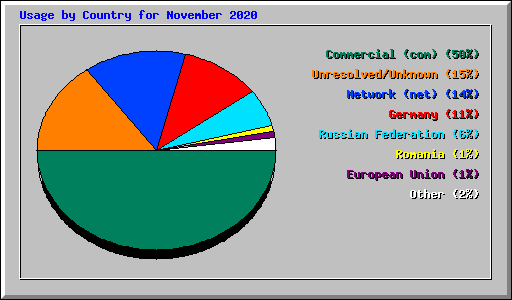 Usage by Country for November 2020
Commercial (com) (50%)
Unresolved/Unknown (15%)
Network (net) (14%)
Germany (11%)
Russian Federation (6%)
Romania (1%)
European Union (1%)
Other (2%)